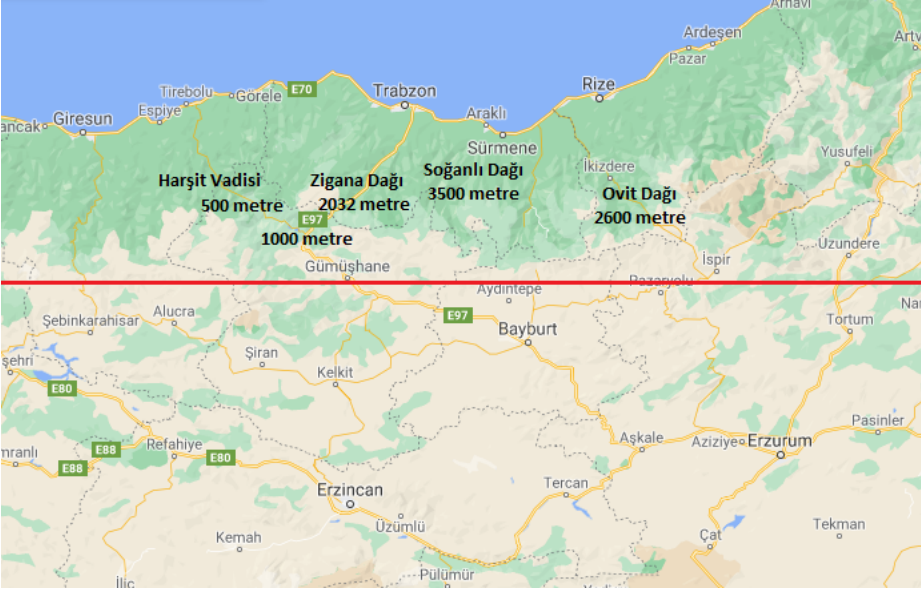 Arhavi
Ardeşen
Artv
Pazar
Rize
Tirebolu
Görele
E70
Trabzon
Espiye
Giresun
ancak
Araklı
Sürmene
Yusufeli
İkizdere
Soğanlı Dağı
3500 metre
Harşit Vadisi
500 metre
Zigana Dağı
2032 metre
Ovit Dağı
2600 metre
E97
1000 metre
Uzundere
İspir
Gümüşhane
Pazaryolu
Aydıntepe
Nar
Alucra
Şebinkarahisar
E97
Bayburt
Tortum
Şiran
şehri
Kelkit
E80
Pasinler
Aşkale
Aziziye
Erzurum
Refahiye
E88
mranlı
E80
E88
Tercan
Erzincan
Üzümlü
Tekman
Çat
Kemah
Pülümür
İliç